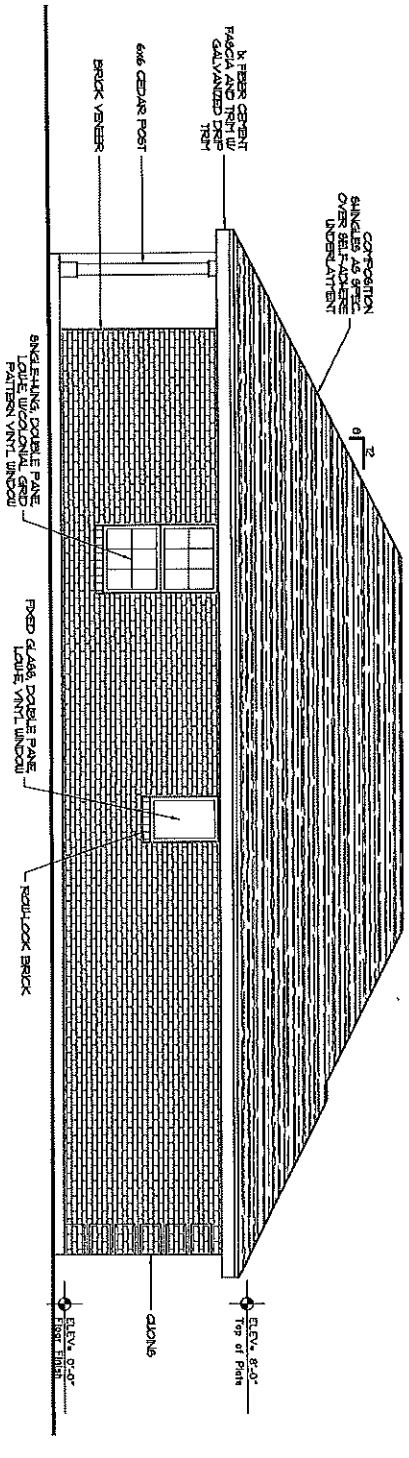 COMPOSITION
SHINGLES AS SPEC.
OVER SELF-ADHERE
UNDERLAYMENT
12
6
1x FIBER CEMENT
FASCIA AND TRIM W/
GALVANIZED DRIP
TRIM
6x6 CEDAR POST
BRICK VENEER
SINGLE-HUNG, DOUBLE PANE
LOW-E W/COLONIAL GRID
PATTERN VINYL WINDOW
FIXED GLASS, DOUBLE PANE
LOW-E VINYL WINDOW
ROWLOCK BRICK
QUOINS
ELEV= 8'-0"
Top of Plate
ELEV= 0'-0"
Floor Finish